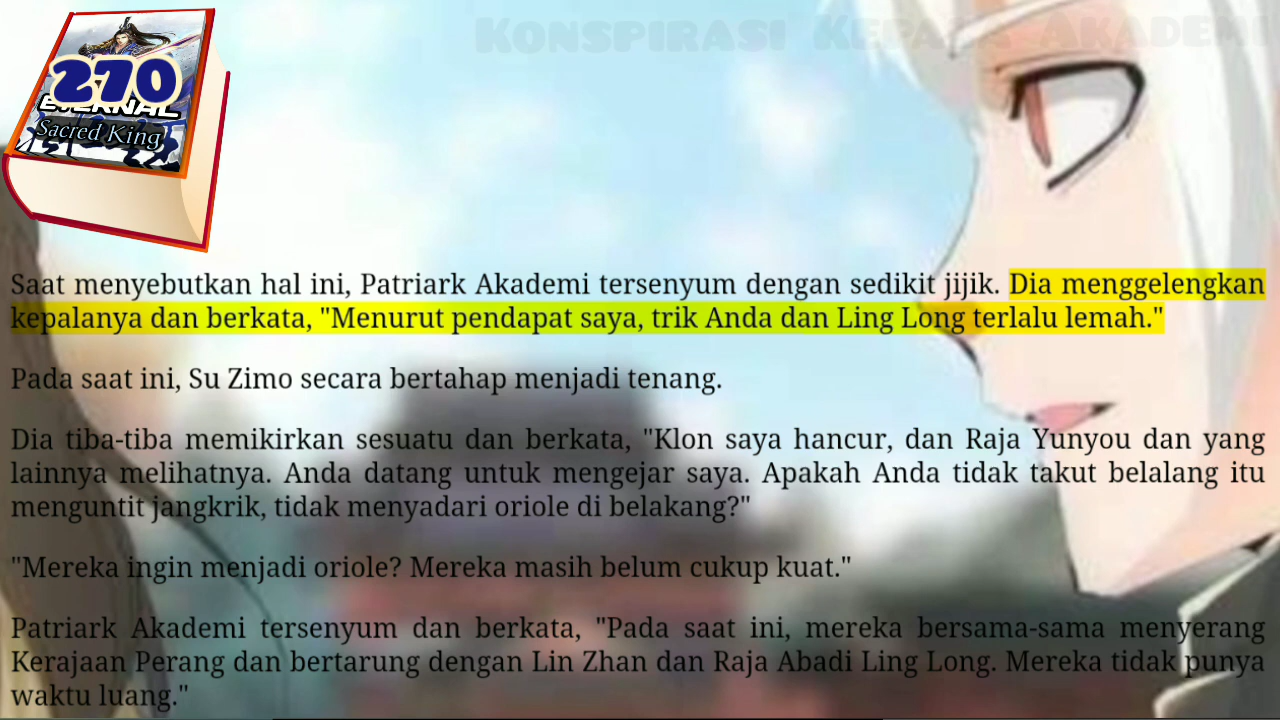 Konspirasi Kepala Akademi
270
ETERNAL
Sacred King
Saat menyebutkan hal ini, Patriark Akademi tersenyum dengan sedikit jijik. Dia menggelengkan
kepalanya dan berkata, "Menurut pendapat saya, trik Anda dan Ling Long terlalu lemah."
Pada saat ini, Su Zimo secara bertahap menjadi tenang.
Dia tiba-tiba memikirkan sesuatu dan berkata, "Klon saya hancur, dan Raja Yunyou dan yang
lainnya melihatnya. Anda datang untuk mengejar saya. Apakah Anda tidak takut belalang itu
menguntit jangkrik, tidak menyadari oriole di belakang?"
"Mereka ingin menjadi oriole? Mereka masih belum cukup kuat."
Patriark Akademi tersenyum dan berkata, "Pada saat ini, mereka bersama-sama menyerang
Kerajaan Perang dan bertarung dengan Lin Zhan dan Raja Abadi Ling Long. Mereka tidak punya
waktu luang."